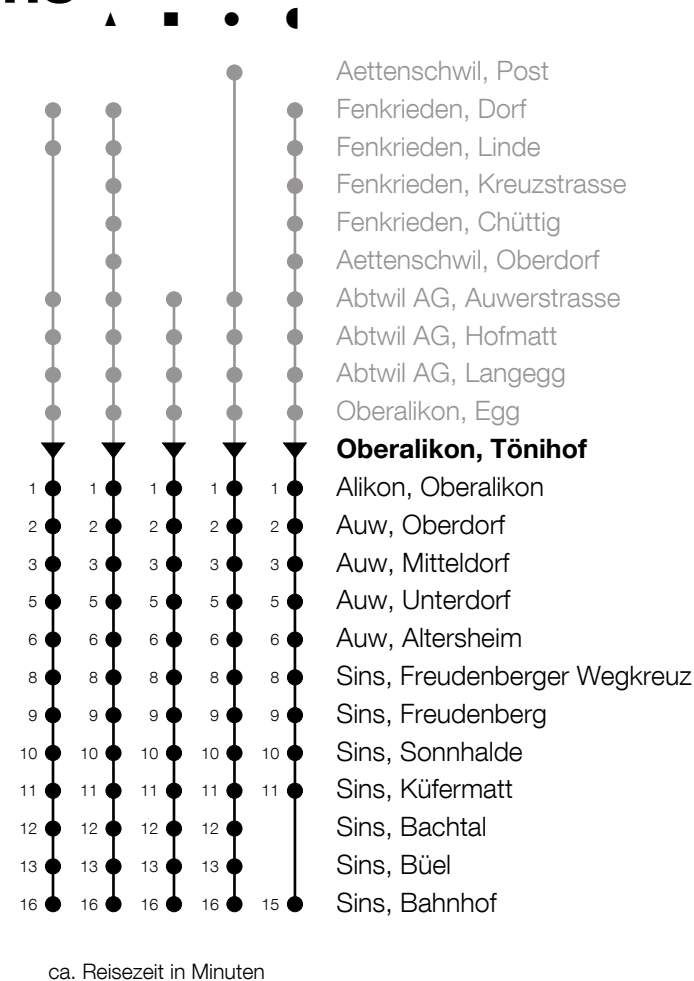 ▲ ■ ● ◖
Aettenschwil, Post
Fenkrieden, Dorf
Fenkrieden, Linde
Fenkrieden, Kreuzstrasse
Fenkrieden, Chüttig
Aettenschwil, Oberdorf
Abtwil AG, Auwerstrasse
Abtwil AG, Hofmatt
Abtwil AG, Langegg
Oberalikon, Egg
Oberalikon, Tönihof
1 1 1 1 1 Alikon, Oberalikon
2 2 2 2 2 Auw, Oberdorf
3 3 3 3 3 Auw, Mitteldorf
5 5 5 5 5 Auw, Unterdorf
6 6 6 6 6 Auw, Altersheim
8 8 8 8 8 Sins, Freudenberger Wegkreuz
9 9 9 9 9 Sins, Freudenberg
10 10 10 10 10 Sins, Sonnhalde
11 11 11 11 11 Sins, Küfermatt
12 12 12 12 Sins, Bachtal
13 13 13 13 Sins, Büel
16 16 16 16 15 Sins, Bahnhof
ca. Reisezeit in Minuten